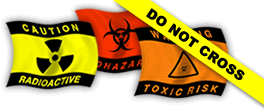 CAUTION
RADIOACTIVE
TOXIC RISK
DO NOT CROSS